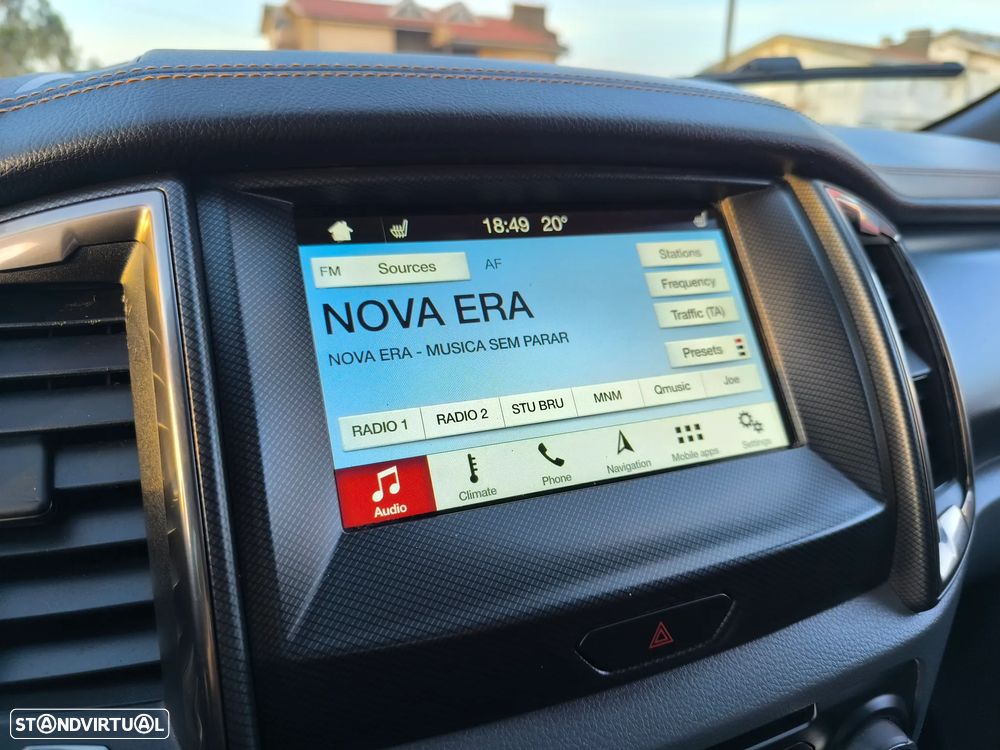 18:49 20°
FM Sources AF
Stations
Frequency
NOVA ERA
Traffic (TA)
NOVA ERA - MUSICA SEM PARAR
Presets
RADIO 1 RADIO 2 STU BRU MNM Qmusic Joe
Audio Climate Phone Navigation Mobile apps Settings
STANDVIRTUAL